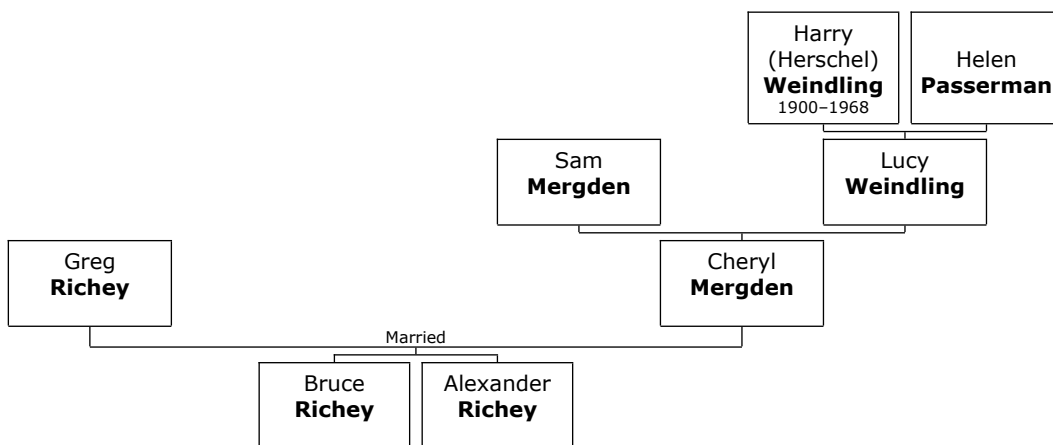 Harry
(Herschel)
Weindling
1900–1968
Helen
Passerman
Sam
Mergden
Lucy
Weindling
Greg
Richey
Cheryl
Mergden
Married
Bruce
Richey
Alexander
Richey